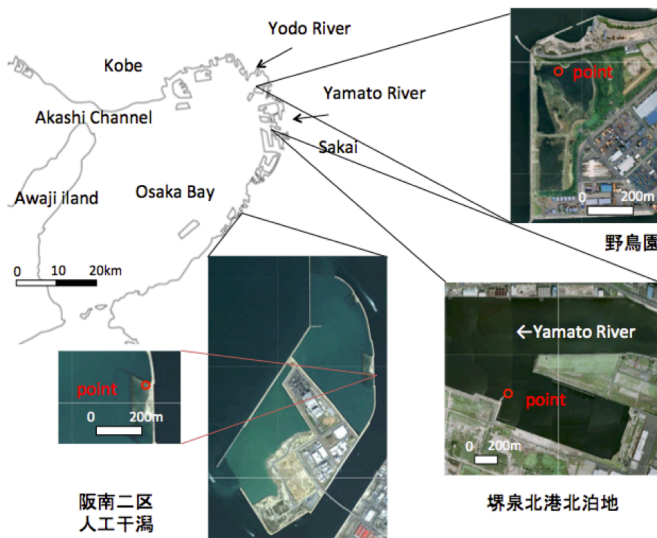 Yodo River
Kobe
point
Yamato River
Akashi Channel
Sakai
Awaji iland
Osaka Bay
0 200m
野鳥園
0 10 20km
←Yamato River
point
0 200m
point
0 200m
阪南二区
人工干潟
堺泉北港北泊地